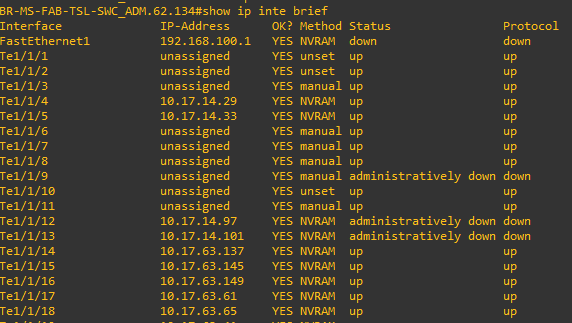 BR-MS-FAB-TSL-SWC_ADM.62.134#show ip inte brief
Interface IP-Address OK? Method Status Protocol
FastEthernet1 192.168.100.1 YES NVRAM down down
Te1/1/1 unassigned YES unset up up
Te1/1/2 unassigned YES unset up up
Te1/1/3 unassigned YES manual up up
Te1/1/4 10.17.14.29 YES NVRAM up up
Te1/1/5 10.17.14.33 YES NVRAM up up
Te1/1/6 unassigned YES manual up up
Te1/1/7 unassigned YES manual up up
Te1/1/8 unassigned YES manual up up
Te1/1/9 unassigned YES manual administratively down down
Te1/1/10 unassigned YES unset up up
Te1/1/11 unassigned YES manual up up
Te1/1/12 10.17.14.97 YES NVRAM administratively down down
Te1/1/13 10.17.14.101 YES NVRAM administratively down down
Te1/1/14 10.17.63.137 YES NVRAM up up
Te1/1/15 10.17.63.145 YES NVRAM up up
Te1/1/16 10.17.63.149 YES NVRAM up up
Te1/1/17 10.17.63.61 YES NVRAM up up
Te1/1/18 10.17.63.65 YES NVRAM up up